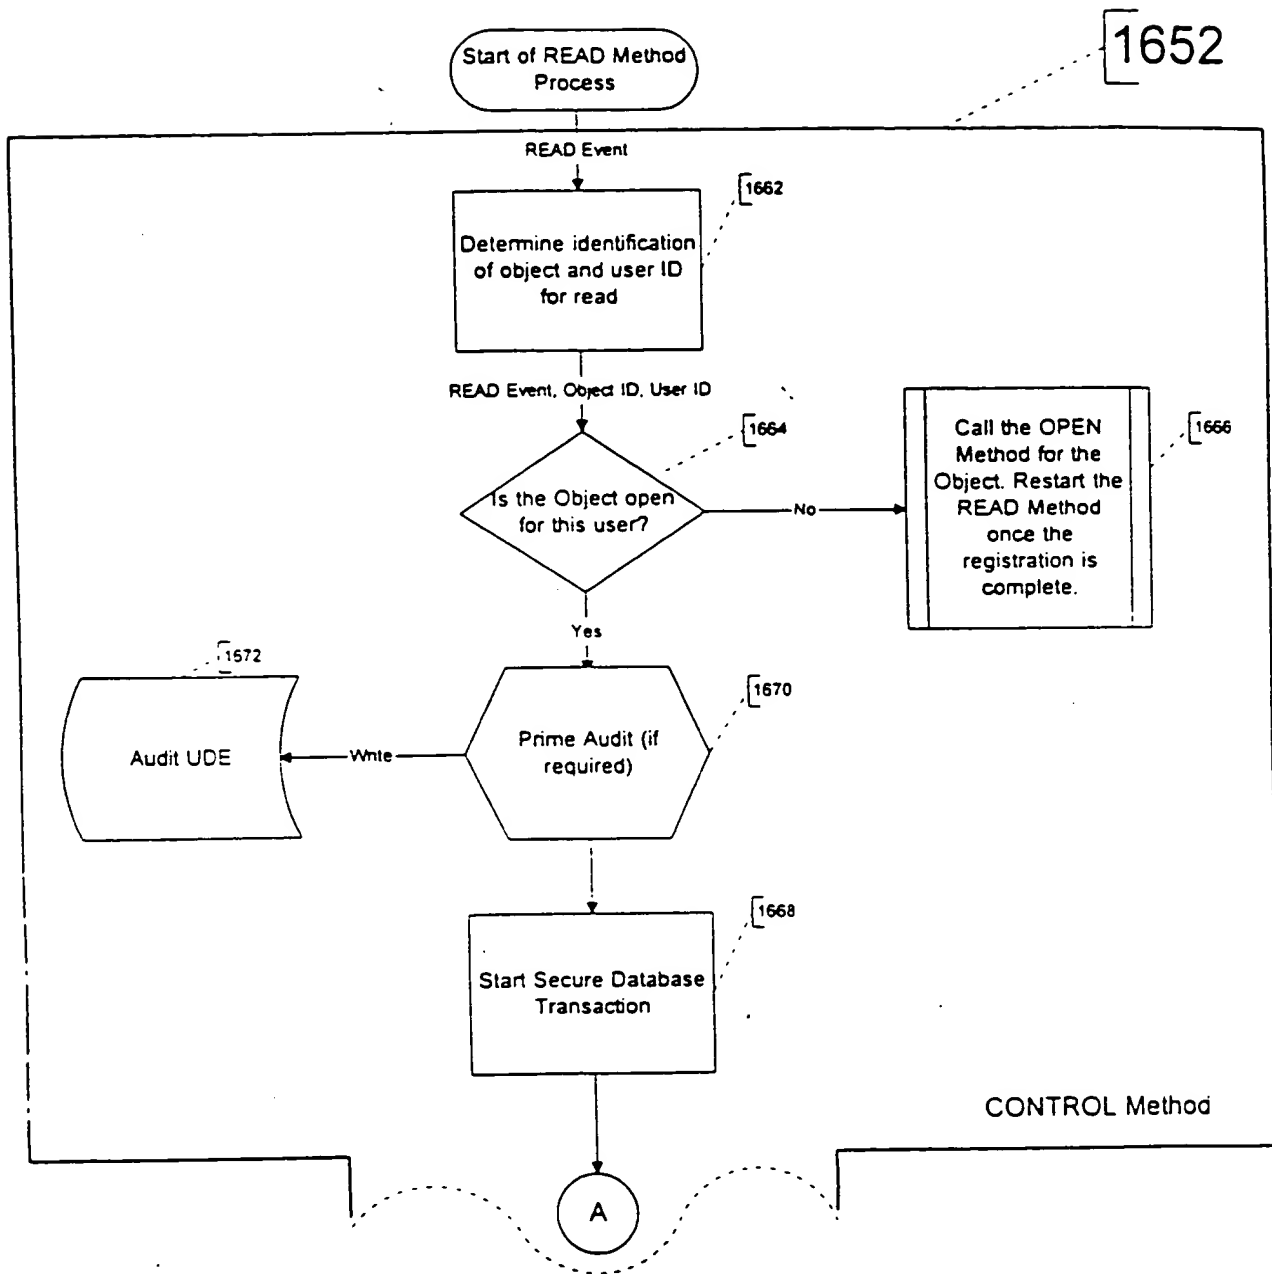 1652
Start of READ Method
Process
READ Event
1662
Determine identification
of object and user ID
for read
READ Event, Object ID, User ID
1664
Is the Object open
for this user?
No
Call the OPEN
Method for the
Object. Restart the
READ Method
once the
registration is
complete.
1666
Yes
1672
Audit UDE
Write
Prime Audit (if
required)
1670
1668
Start Secure Database
Transaction
CONTROL Method
A